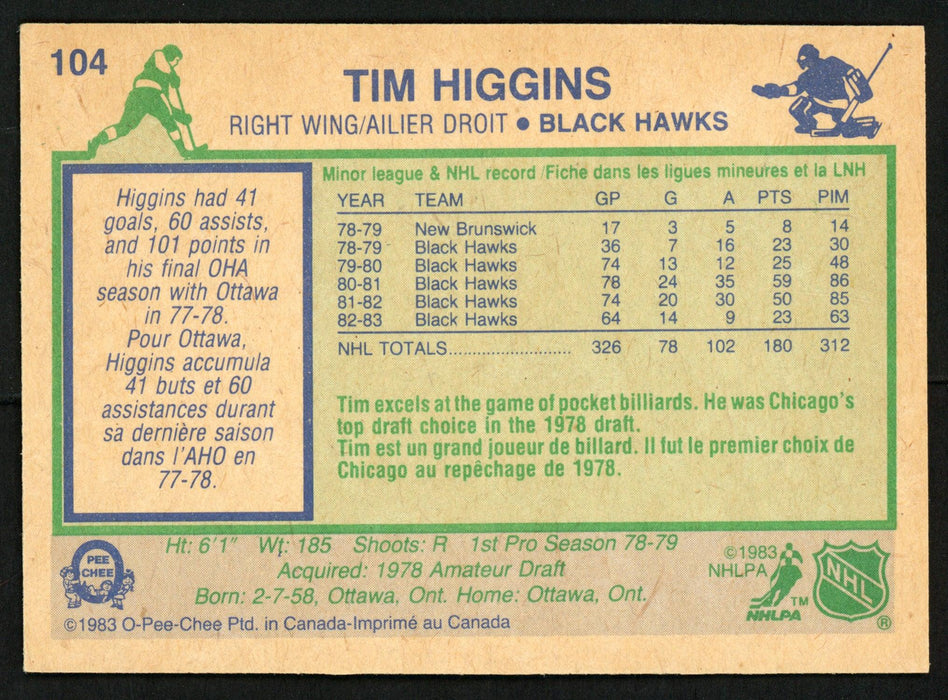 104
TIM HIGGINS
RIGHT WING/AILIER DROIT • BLACK HAWKS
Higgins had 41
goals, 60 assists,
and 101 points in
his final OHA
season with Ottawa
in 77-78.
Pour Ottawa,
Higgins accumula
41 buts et 60
assistances durant
sa dernière saison
dans l'AHO en
77-78.
Minor league & NHL record/Fiche dans les ligues mineures et la LNH
YEAR TEAM GP G A PTS PIM
78-79 New Brunswick 17 3 5 8 14
78-79 Black Hawks 36 7 16 23 30
79-80 Black Hawks 74 13 12 25 48
80-81 Black Hawks 78 24 35 59 86
81-82 Black Hawks 74 20 30 50 85
82-83 Black Hawks 64 14 9 23 63
NHL TOTALS............................ 326 78 102 180 312
Tim excels at the game of pocket billiards. He was Chicago's
top draft choice in the 1978 draft.
Tim est un grand joueur de billard. Il fut le premier choix de
Chicago au repêchage de 1978.
PEE
CHEE
Ht: 6'1" Wt: 185 Shoots: R 1st Pro Season 78-79
Acquired: 1978 Amateur Draft
Born: 2-7-58, Ottawa, Ont. Home: Ottawa, Ont.
©1983 O-Pee-Chee Ptd. in Canada-Imprimé au Canada
©1983
NHLPA
TM
NHLPA
NHL
®